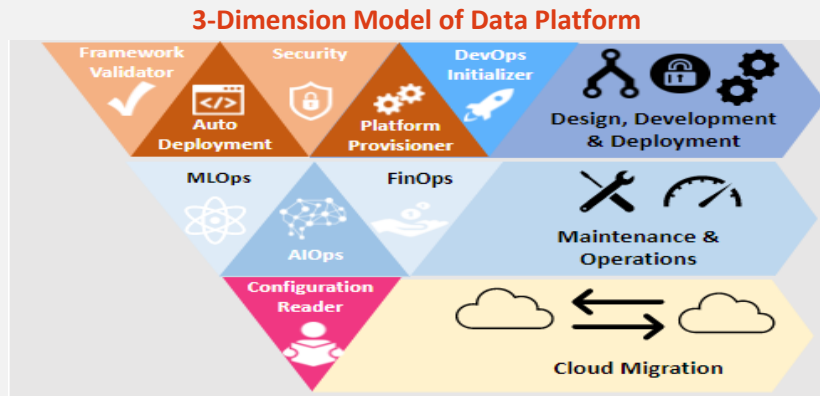 3-Dimension Model of Data Platform
Framework
Validator
Security
DevOps
Initializer
</>
Auto
Deployment
Platform
Provisioner
Design, Development
& Deployment
MLOps
FinOps
AIOps
Maintenance &
Operations
Configuration
Reader
Cloud Migration